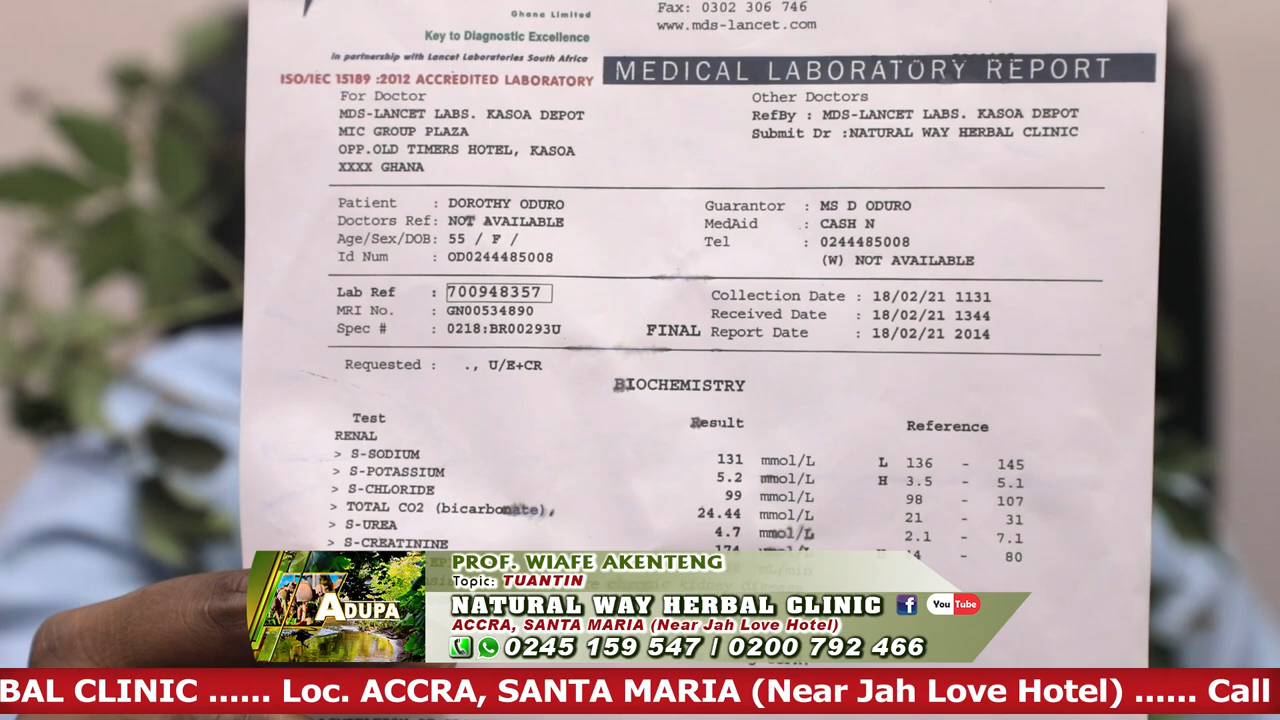 Ghana Limited
Key to Diagnostic Excellence
in partnership with Lancet Laboratories South Africa
ISO/IEC 15189 :2012 ACCREDITED LABORATORY
Fax: 0302 306 746
www.mds-lancet.com
MEDICAL LABORATORY REPORT
For Doctor
MDS-LANCET LABS. KASOA DEPOT
MIC GROUP PLAZA
OPP.OLD TIMERS HOTEL, KASOA
XXXX GHANA
Other Doctors
RefBy : MDS-LANCET LABS. KASOA DEPOT
Submit Dr :NATURAL WAY HERBAL CLINIC
Patient : DOROTHY ODURO
Doctors Ref: NOT AVAILABLE
Age/Sex/DOB: 55 / F /
Id Num : OD0244485008
Guarantor : MS D ODURO
MedAid : CASH N
Tel : 0244485008
(W) NOT AVAILABLE
Lab Ref : 700948357
MRI No. : GN00534890
Spec # : 0218:BR00293U
Collection Date : 18/02/21 1131
Received Date : 18/02/21 1344
FINAL Report Date : 18/02/21 2014
Requested : ., U/E+CR
BIOCHEMISTRY
Test Result Reference
RENAL
> S-SODIUM 131 mmol/L L 136 - 145
> S-POTASSIUM 5.2 mmol/L H 3.5 - 5.1
> S-CHLORIDE 99 mmol/L 98 - 107
> TOTAL CO2 (bicarbonate), 24.44 mmol/L 21 - 31
> S-UREA 4.7 mmol/L 2.1 - 7.1
> S-CREATININE 174 80
mL/min
chronic kidney disease
PROF. WIAFE AKENTENG
Topic: TUANTIN
ADUPA
NATURAL WAY HERBAL CLINIC
You Tube
ACCRA, SANTA MARIA (Near Jah Love Hotel)
0245 159 547 / 0200 792 466
BAL CLINIC ...... Loc. ACCRA, SANTA MARIA (Near Jah Love Hotel) ...... Call